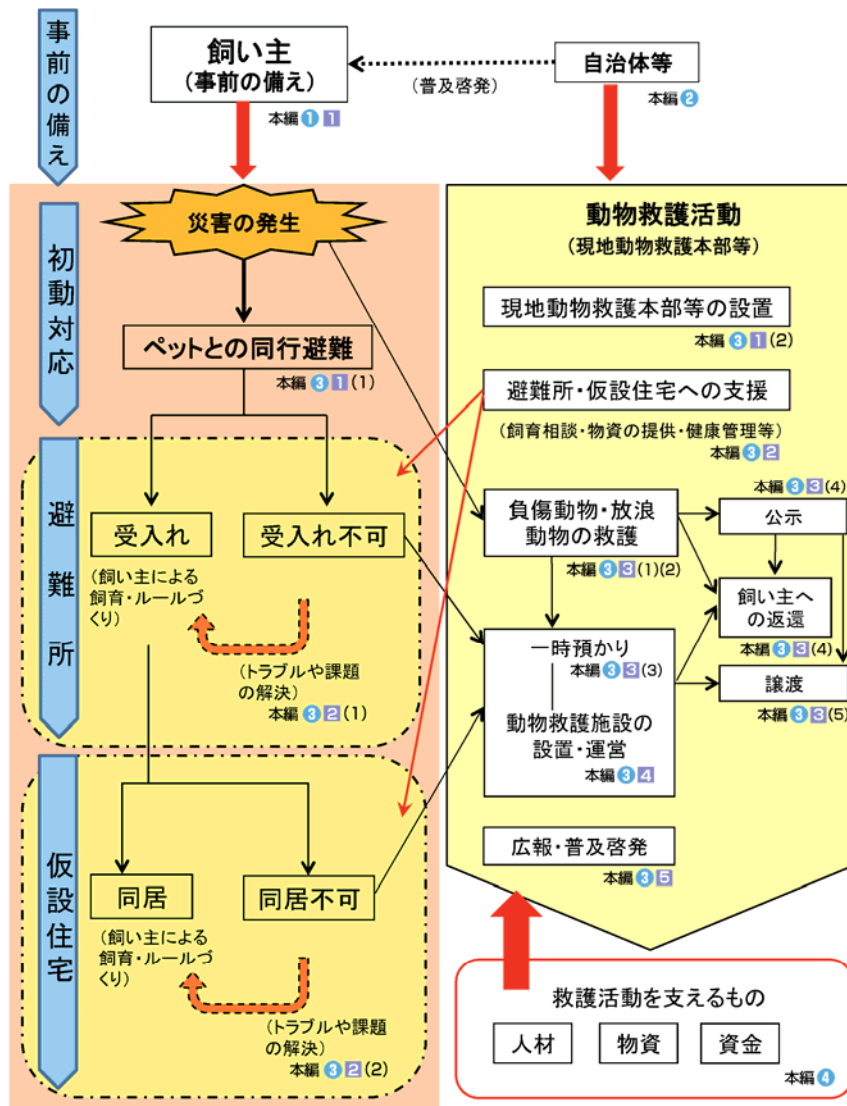 事前の備え
飼い主
(事前の備え)
本編 1 1
(普及啓発)
自治体等
本編 2
初動対応
災害の発生
ペットとの同行避難
本編 3 1 (1)
避難所
受入れ
(飼い主による
飼育・ルールづ
くり)
受入れ不可
(トラブルや課題
の解決)
本編 3 2 (1)
仮設住宅
同居
(飼い主による
飼育・ルールづ
くり)
同居不可
(トラブルや課題
の解決)
本編 3 2 (2)
動物救護活動
(現地動物救護本部等)
現地動物救護本部等の設置
本編 3 1 (2)
避難所・仮設住宅への支援
(飼育相談・物資の提供・健康管理等)
本編 3 2
負傷動物・放浪
動物の救護
本編 3 3 (1)(2)
本編 3 3 (4)
公示
飼い主へ
の返還
本編 3 3 (4)
一時預かり
本編 3 3 (3)
動物救護施設の
設置・運営
本編 3 4
譲渡
本編 3 3 (5)
広報・普及啓発
本編 3 5
救護活動を支えるもの
人材
物資
資金
本編 4